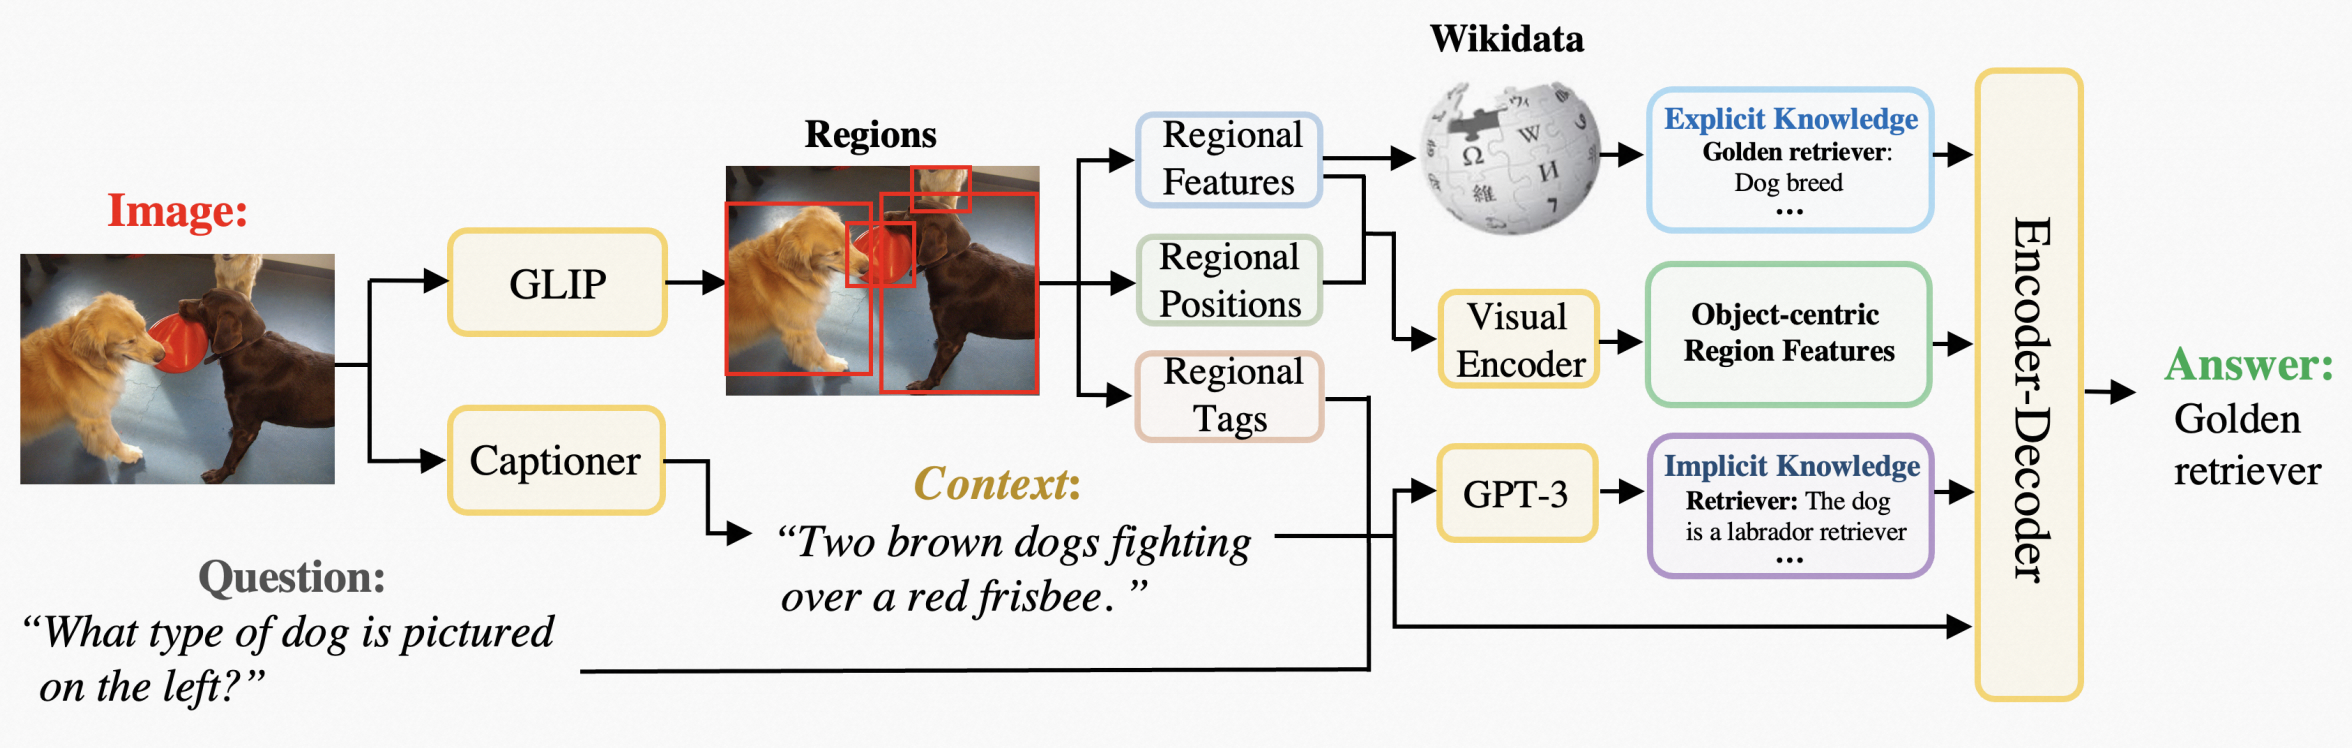 Image:
Question:
“What type of dog is pictured
on the left?”
GLIP
Captioner
Regions
Context:
“Two brown dogs fighting
over a red frisbee. ”
Regional
Features
Regional
Positions
Regional
Tags
Wikidata
Ω
W
И
維
Visual
Encoder
GPT-3
Explicit Knowledge
Golden retriever:
Dog breed
...
Object-centric
Region Features
Implicit Knowledge
Retriever: The dog
is a labrador retriever
...
Encoder-Decoder
Answer:
Golden
retriever